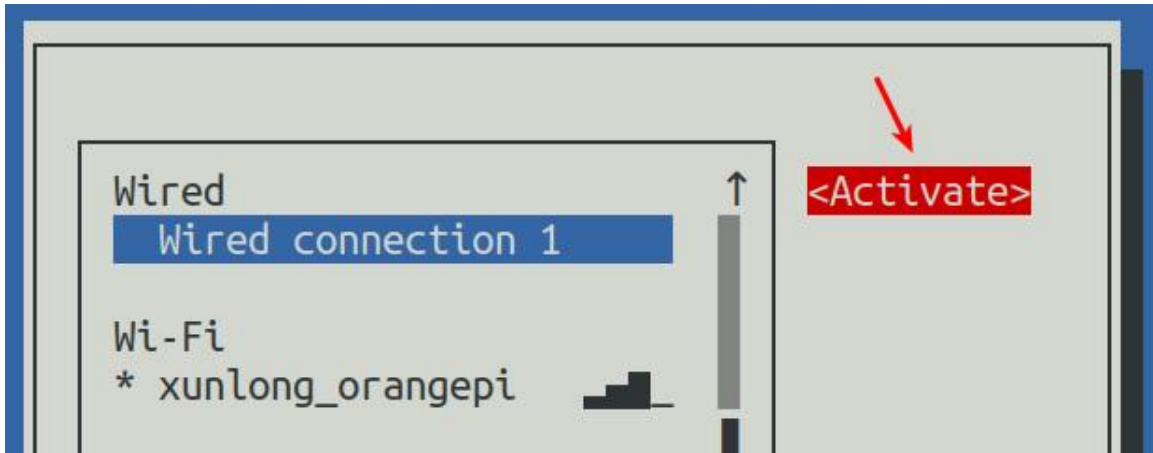 Wired
<Activate>
Wired connection 1
Wi-Fi
* xunlong_orangepi